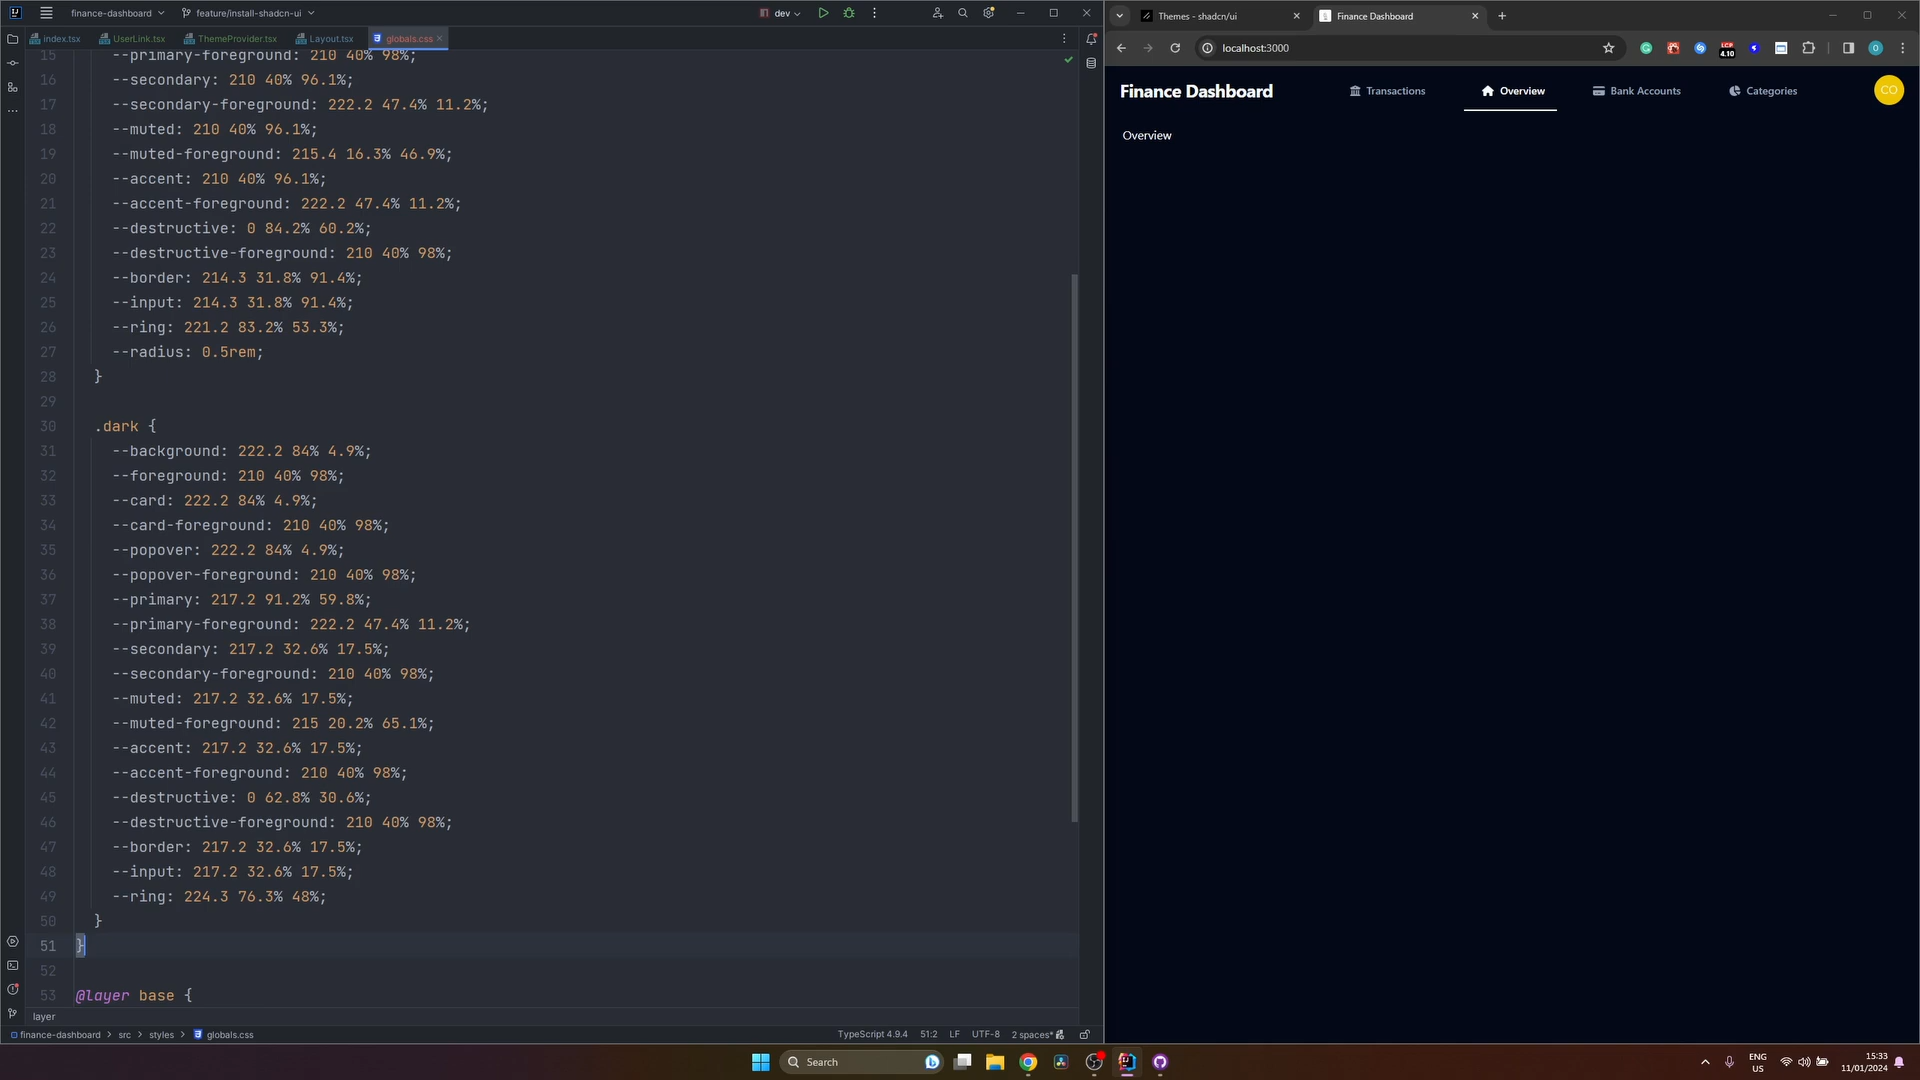 finance-dashboard
feature/install-shadcn-ui
dev
index.tsx
UserLink.tsx
ThemeProvider.tsx
Layout.tsx
globals.css
15 --primary-foreground: 210 40% 98%;
16 --secondary: 210 40% 96.1%;
17 --secondary-foreground: 222.2 47.4% 11.2%;
18 --muted: 210 40% 96.1%;
19 --muted-foreground: 215.4 16.3% 46.9%;
20 --accent: 210 40% 96.1%;
21 --accent-foreground: 222.2 47.4% 11.2%;
22 --destructive: 0 84.2% 60.2%;
23 --destructive-foreground: 210 40% 98%;
24 --border: 214.3 31.8% 91.4%;
25 --input: 214.3 31.8% 91.4%;
26 --ring: 221.2 83.2% 53.3%;
27 --radius: 0.5rem;
28 }
29
30 .dark {
31 --background: 222.2 84% 4.9%;
32 --foreground: 210 40% 98%;
33 --card: 222.2 84% 4.9%;
34 --card-foreground: 210 40% 98%;
35 --popover: 222.2 84% 4.9%;
36 --popover-foreground: 210 40% 98%;
37 --primary: 217.2 91.2% 59.8%;
38 --primary-foreground: 222.2 47.4% 11.2%;
39 --secondary: 217.2 32.6% 17.5%;
40 --secondary-foreground: 210 40% 98%;
41 --muted: 217.2 32.6% 17.5%;
42 --muted-foreground: 215 20.2% 65.1%;
43 --accent: 217.2 32.6% 17.5%;
44 --accent-foreground: 210 40% 98%;
45 --destructive: 0 62.8% 30.6%;
46 --destructive-foreground: 210 40% 98%;
47 --border: 217.2 32.6% 17.5%;
48 --input: 217.2 32.6% 17.5%;
49 --ring: 224.3 76.3% 48%;
50 }
51 }
52
53 @layer base {
layer
finance-dashboard > src > styles > globals.css
TypeScript 4.9.4
51:2
LF
UTF-8
2 spaces*
Themes - shadcn/ui
Finance Dashboard
localhost:3000
LCP
4.10
Finance Dashboard
Transactions
Overview
Bank Accounts
Categories
CO
Overview
Search
ENG
US
15:33
11/01/2024